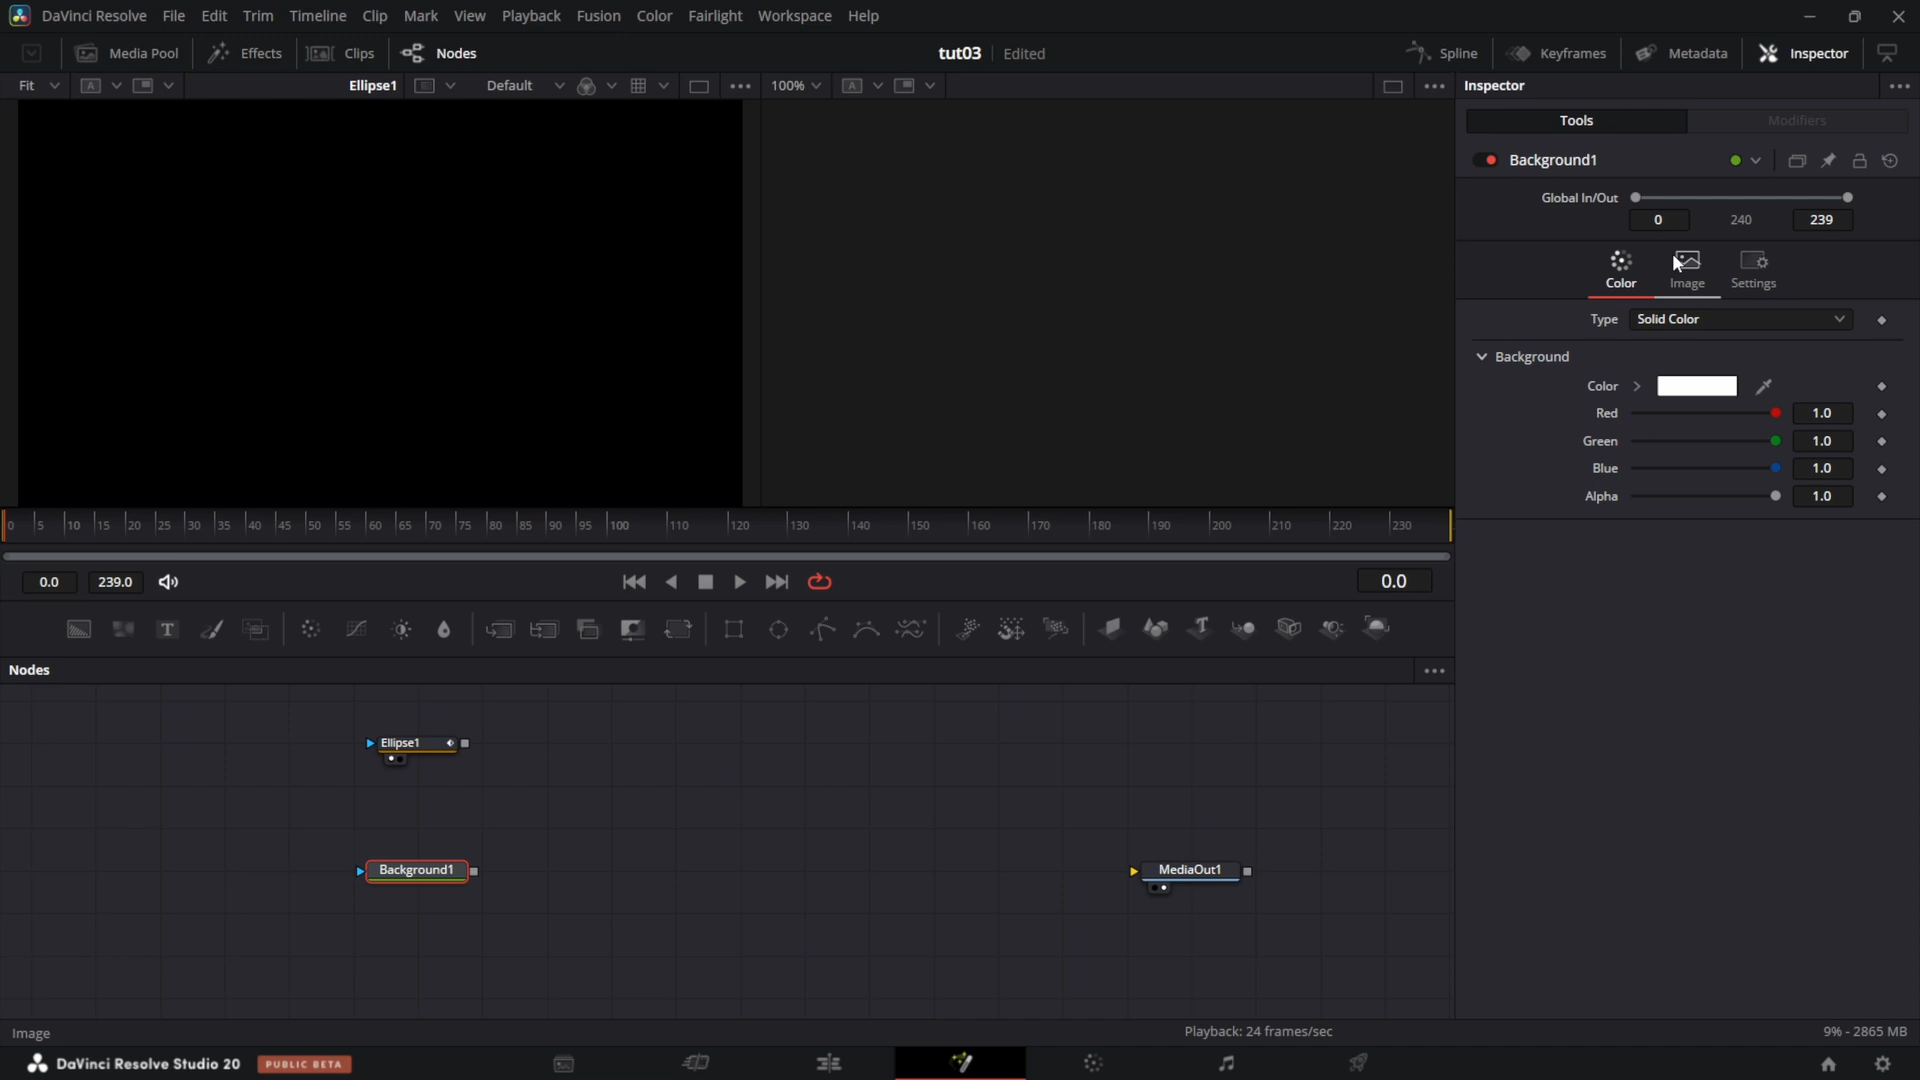 DaVinci Resolve File Edit Trim Timeline Clip Mark View Playback Fusion Color Fairlight Workspace Help
Media Pool Effects Clips Nodes tut03 Edited Spline Keyframes Metadata Inspector
Fit A Ellipse1 Default 100% A Inspector
Tools Modifiers
Background1
Global In/Out
0 240 239
Color Image Settings
Type Solid Color
Background
Color
Red 1.0
Green 1.0
Blue 1.0
Alpha 1.0
0 5 10 15 20 25 30 35 40 45 50 55 60 65 70 75 80 85 90 95 100 110 120 130 140 150 160 170 180 190 200 210 220 230
0.0 239.0 0.0
T T
Nodes
Ellipse1
Background1 MediaOut1
Image Playback: 24 frames/sec 9% - 2865 MB
DaVinci Resolve Studio 20 PUBLIC BETA